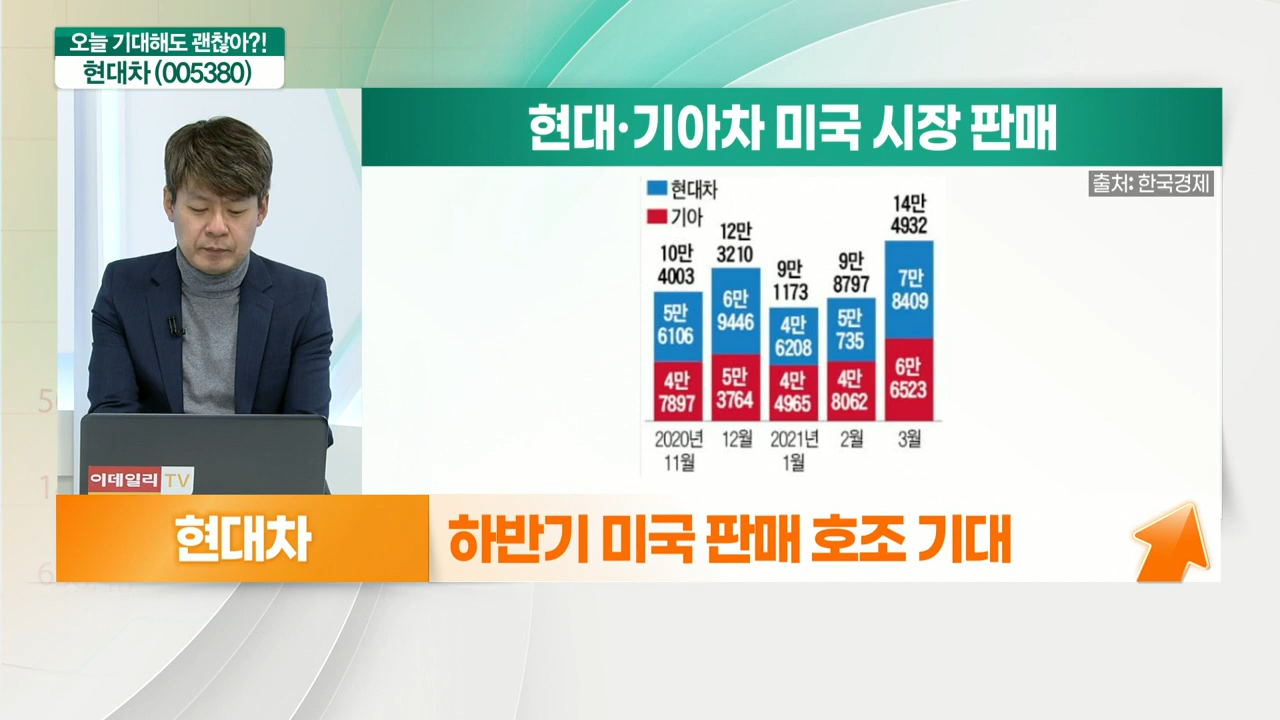 오늘 기대해도 괜찮아?!
현대차(005380)
현대·기아차 미국 시장 판매
출처: 한국경제
현대차
기아
10만
4003
12만
3210
9만
1173
9만
8797
14만
4932
5만
6106
6만
9446
4만
6208
5만
735
7만
8409
4만
7897
5만
3764
4만
4965
4만
8062
6만
6523
2020년
11월
12월
2021년
1월
2월
3월
이데일리 TV
현대차
하반기 미국 판매 호조 기대